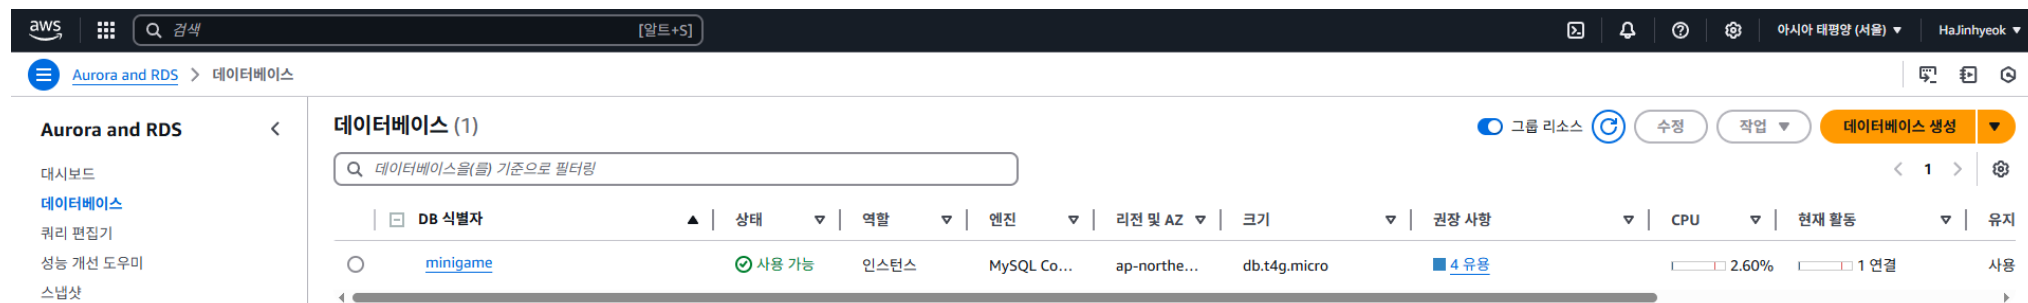 aws 검색 [알트+S] 아시아 태평양 (서울) ▼ HaJinhyeok ▼
Aurora and RDS > 데이터베이스
Aurora and RDS
대시보드
데이터베이스
쿼리 편집기
성능 개선 도우미
스냅샷
데이터베이스 (1) 그룹 리소스 수정 작업 ▼ 데이터베이스 생성 ▼
데이터베이스을(를) 기준으로 필터링 < 1 >
DB 식별자 상태 역할 엔진 리전 및 AZ 크기 권장 사항 CPU 현재 활동 유지
minigame 사용 가능 인스턴스 MySQL Co... ap-northe... db.t4g.micro 4 유용 2.60% 1 연결 사용